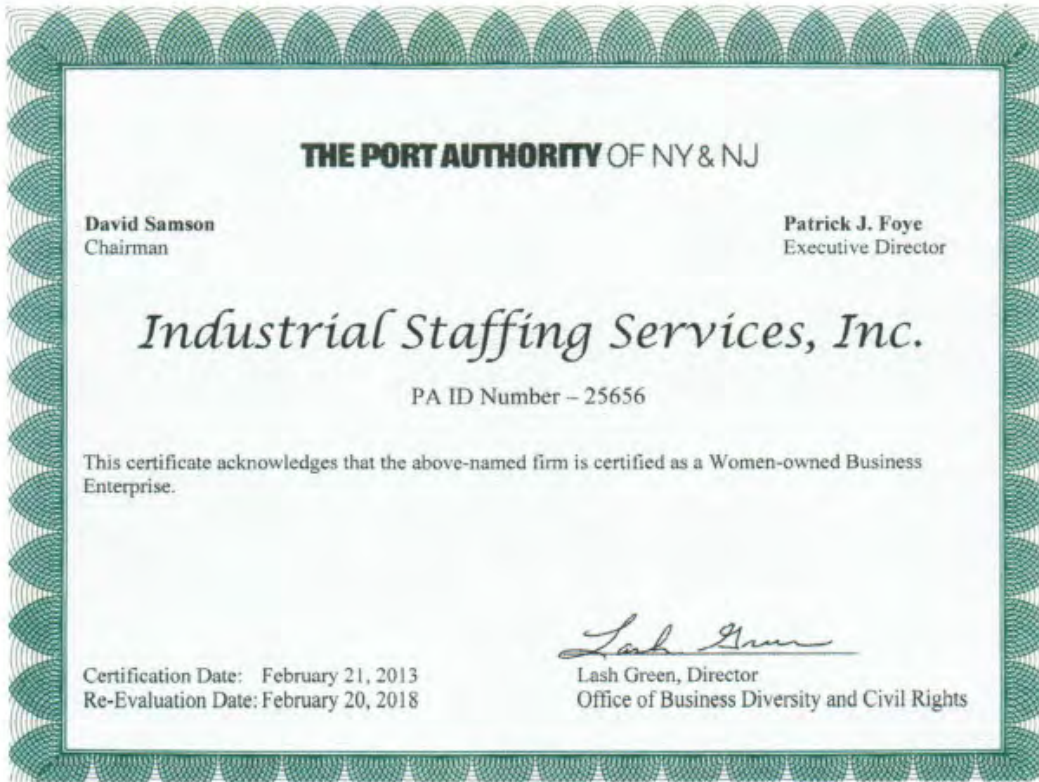 THE PORT AUTHORITY OF NY & NJ
David Samson
Chairman
Patrick J. Foye
Executive Director
Industrial Staffing Services, Inc.
PA ID Number – 25656
This certificate acknowledges that the above-named firm is certified as a Women-owned Business
Enterprise.
Lash Green
Certification Date: February 21, 2013
Re-Evaluation Date: February 20, 2018
Lash Green, Director
Office of Business Diversity and Civil Rights